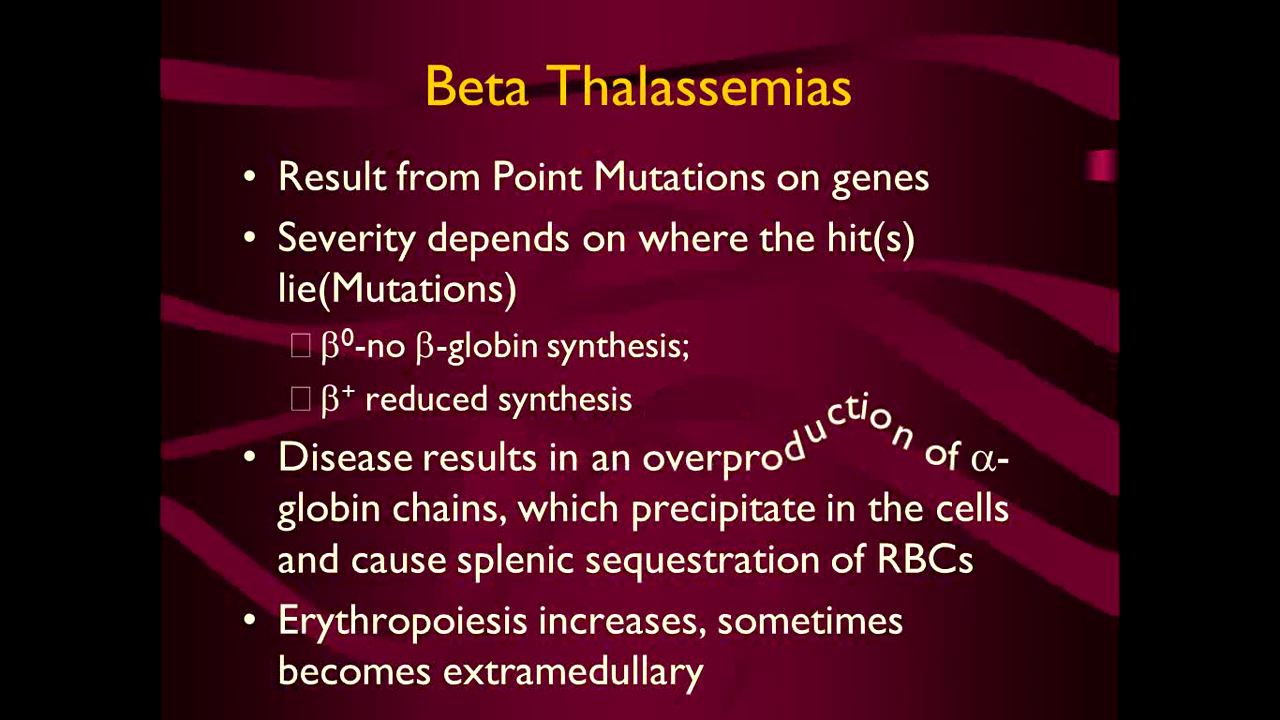 Beta Thalassemias
• Result from Point Mutations on genes
• Severity depends on where the hit(s)
lie(Mutations)
□ β⁰-no β-globin synthesis;
□ β⁺ reduced synthesis
• Disease results in an overproduction of α-
globin chains, which precipitate in the cells
and cause splenic sequestration of RBCs
• Erythropoiesis increases, sometimes
becomes extramedullary